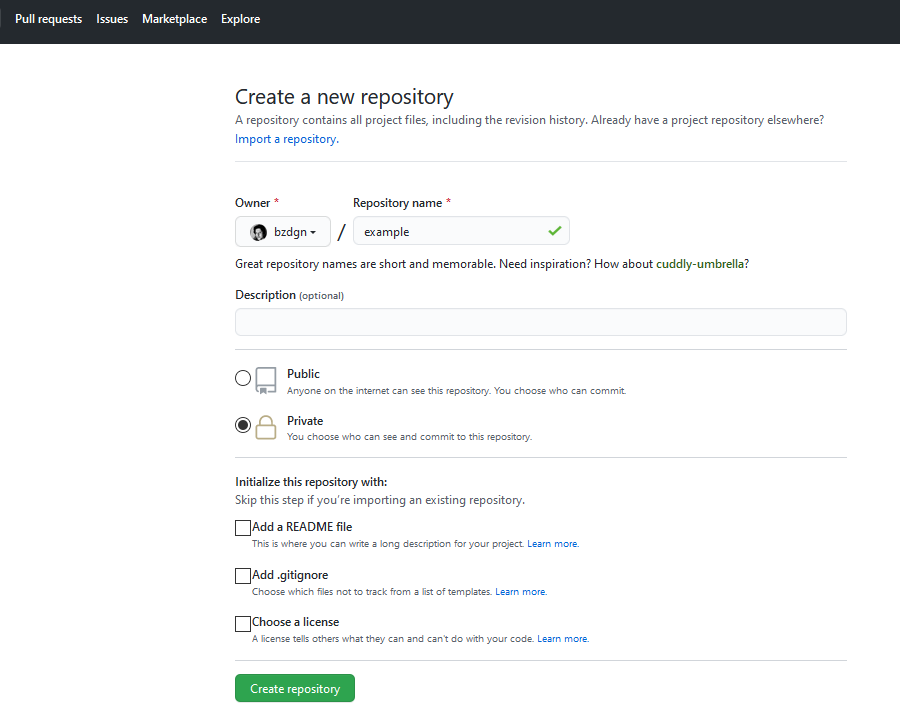 Pull requests Issues Marketplace Explore
Create a new repository
A repository contains all project files, including the revision history. Already have a project repository elsewhere?
Import a repository.
Owner * Repository name *
bzdgn / example
Great repository names are short and memorable. Need inspiration? How about cuddly-umbrella?
Description (optional)
Public
Anyone on the internet can see this repository. You choose who can commit.
Private
You choose who can see and commit to this repository.
Initialize this repository with:
Skip this step if you're importing an existing repository.
Add a README file
This is where you can write a long description for your project. Learn more.
Add .gitignore
Choose which files not to track from a list of templates. Learn more.
Choose a license
A license tells others what they can and can't do with your code. Learn more.
Create repository